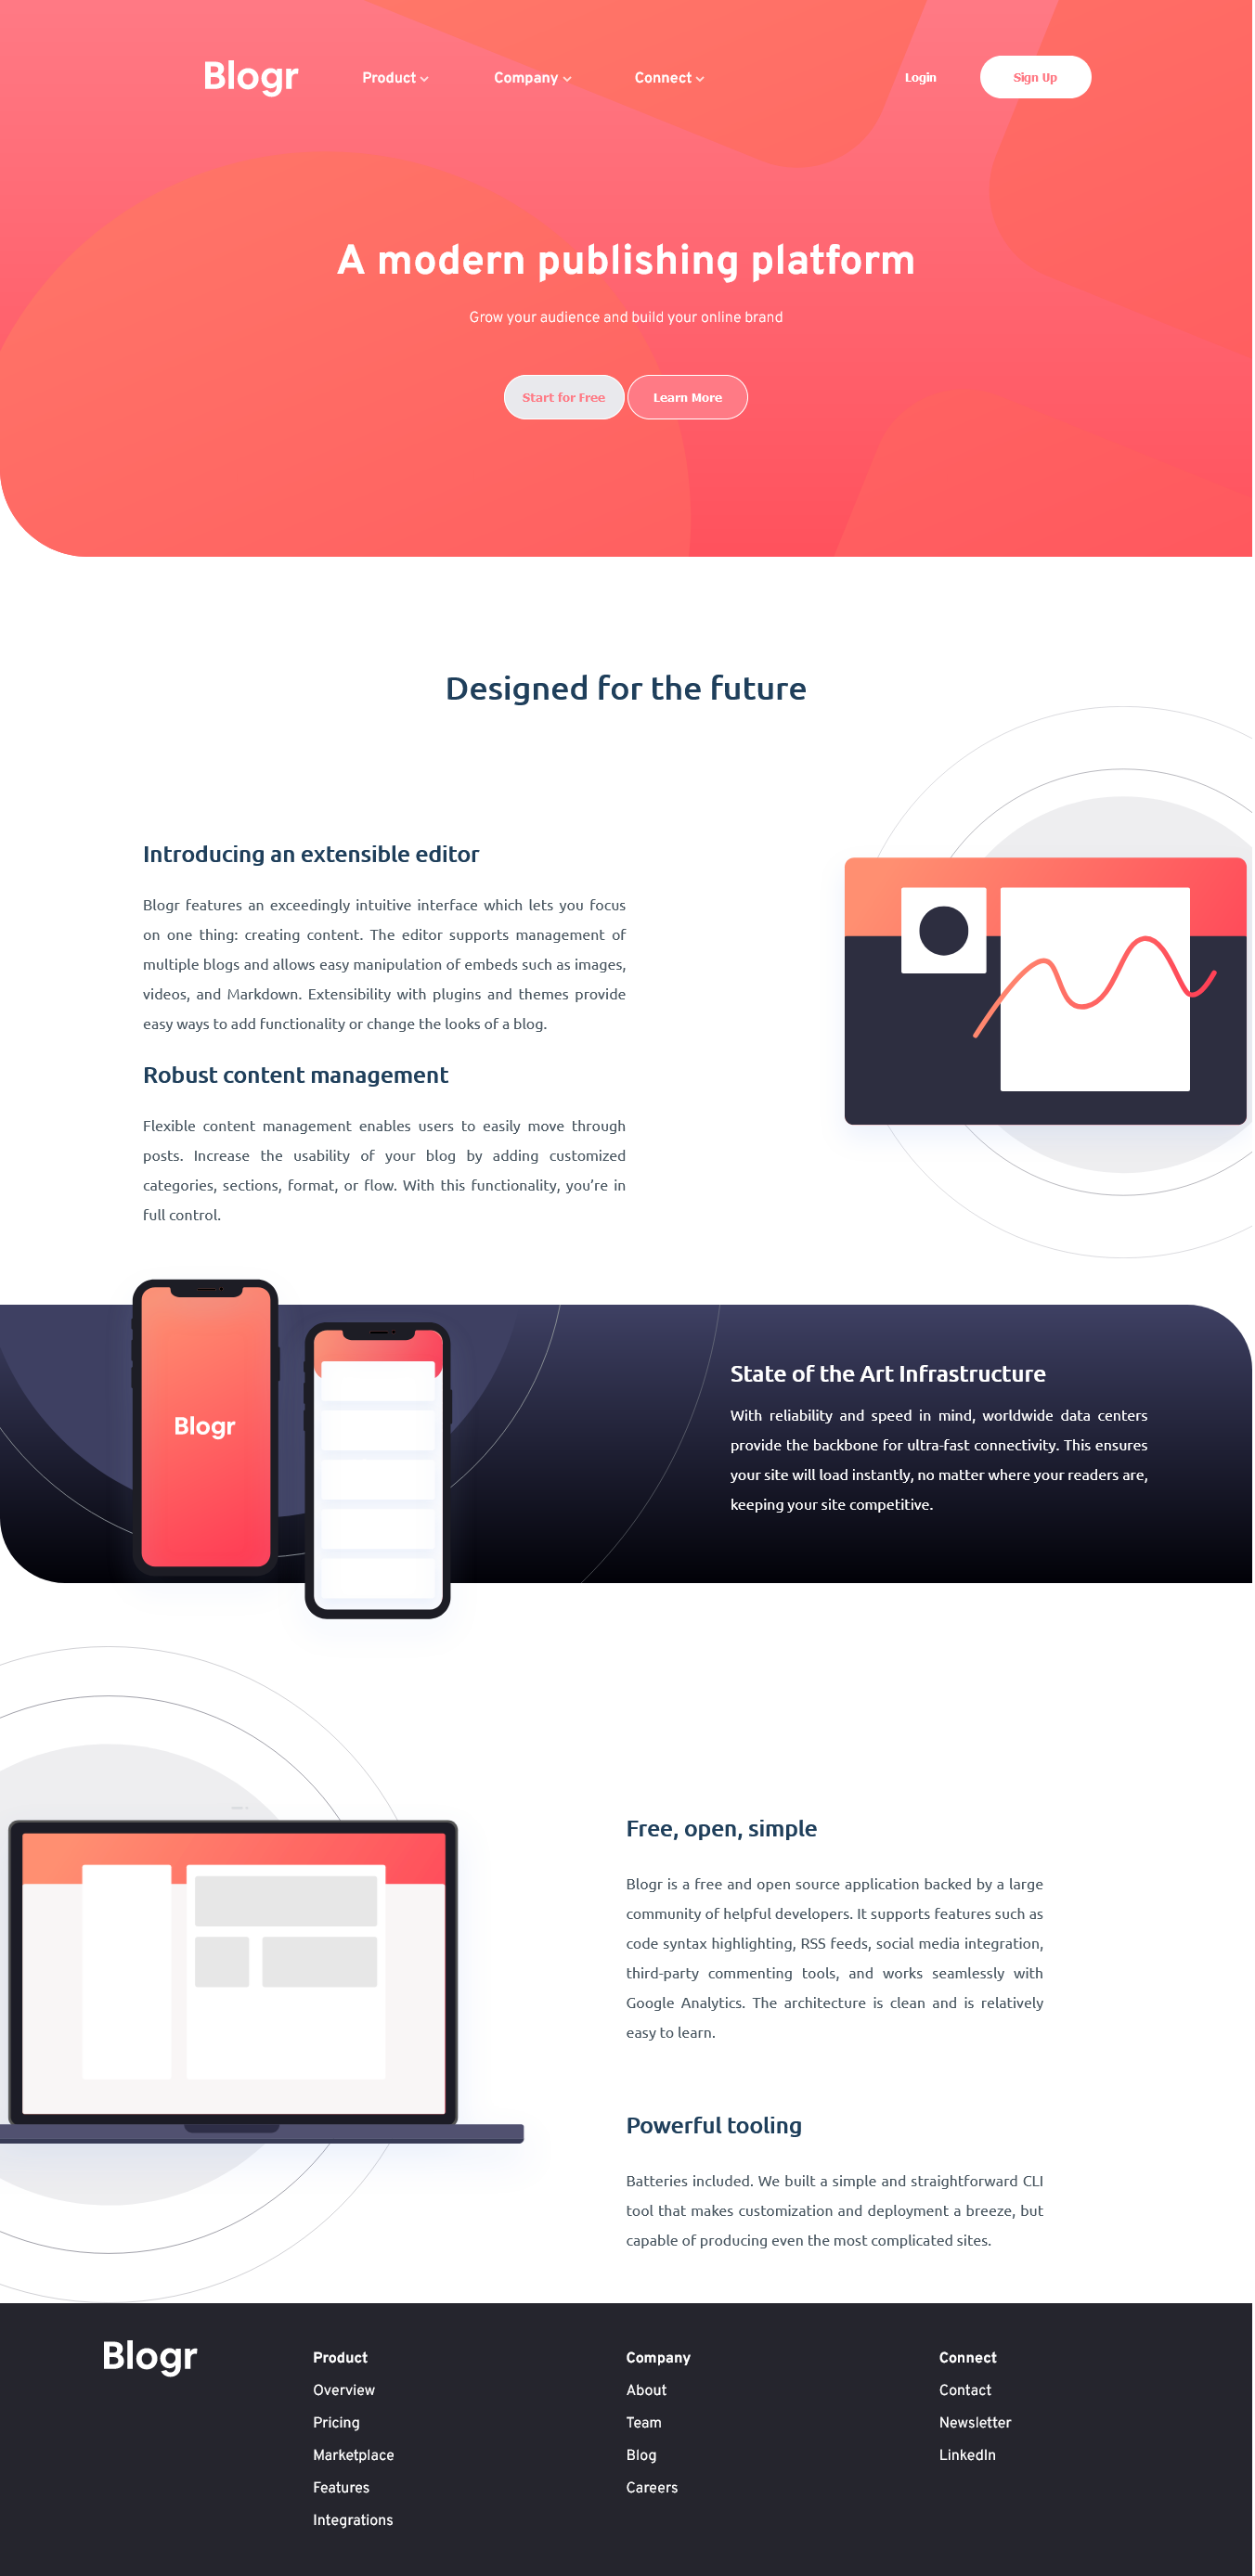 Blogr
Product
Company
Connect
Login
Sign Up
A modern publishing platform
Grow your audience and build your online brand
Start for Free
Learn More
Designed for the future
Introducing an extensible editor
Blogr features an exceedingly intuitive interface which lets you focus
on one thing: creating content. The editor supports management of
multiple blogs and allows easy manipulation of embeds such as images,
videos, and Markdown. Extensibility with plugins and themes provide
easy ways to add functionality or change the looks of a blog.
Robust content management
Flexible content management enables users to easily move through
posts. Increase the usability of your blog by adding customized
categories, sections, format, or flow. With this functionality, you’re in
full control.
Blogr
State of the Art Infrastructure
With reliability and speed in mind, worldwide data centers
provide the backbone for ultra-fast connectivity. This ensures
your site will load instantly, no matter where your readers are,
keeping your site competitive.
Free, open, simple
Blogr is a free and open source application backed by a large
community of helpful developers. It supports features such as
code syntax highlighting, RSS feeds, social media integration,
third-party commenting tools, and works seamlessly with
Google Analytics. The architecture is clean and is relatively
easy to learn.
Powerful tooling
Batteries included. We built a simple and straightforward CLI
tool that makes customization and deployment a breeze, but
capable of producing even the most complicated sites.
Blogr
Product
Overview
Pricing
Marketplace
Features
Integrations
Company
About
Team
Blog
Careers
Connect
Contact
Newsletter
LinkedIn